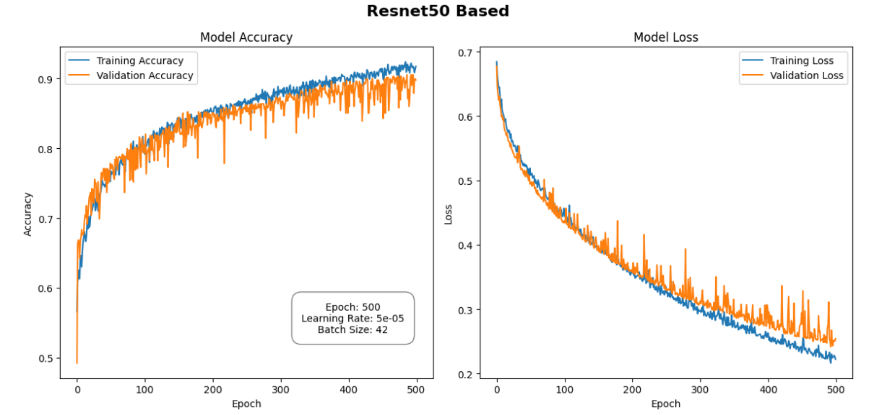 Resnet50 Based
Model Accuracy
Training Accuracy
Validation Accuracy
Accuracy
0.9
0.8
0.7
0.6
0.5
Epoch: 500
Learning Rate: 5e-05
Batch Size: 42
0 100 200 300 400 500
Epoch
Model Loss
Training Loss
Validation Loss
Loss
0.7
0.6
0.5
0.4
0.3
0.2
0 100 200 300 400 500
Epoch